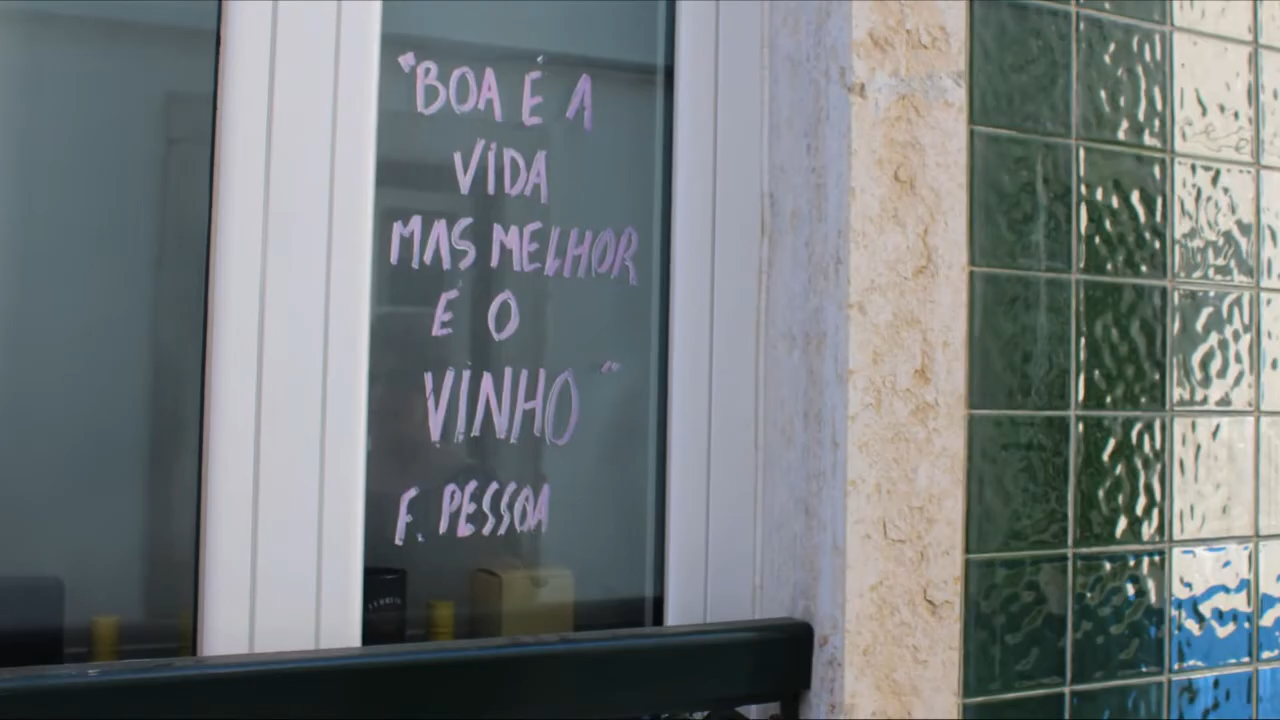 "BOA É A
VIDA
MAS MELHOR
É O
VINHO"
F. PESSOA